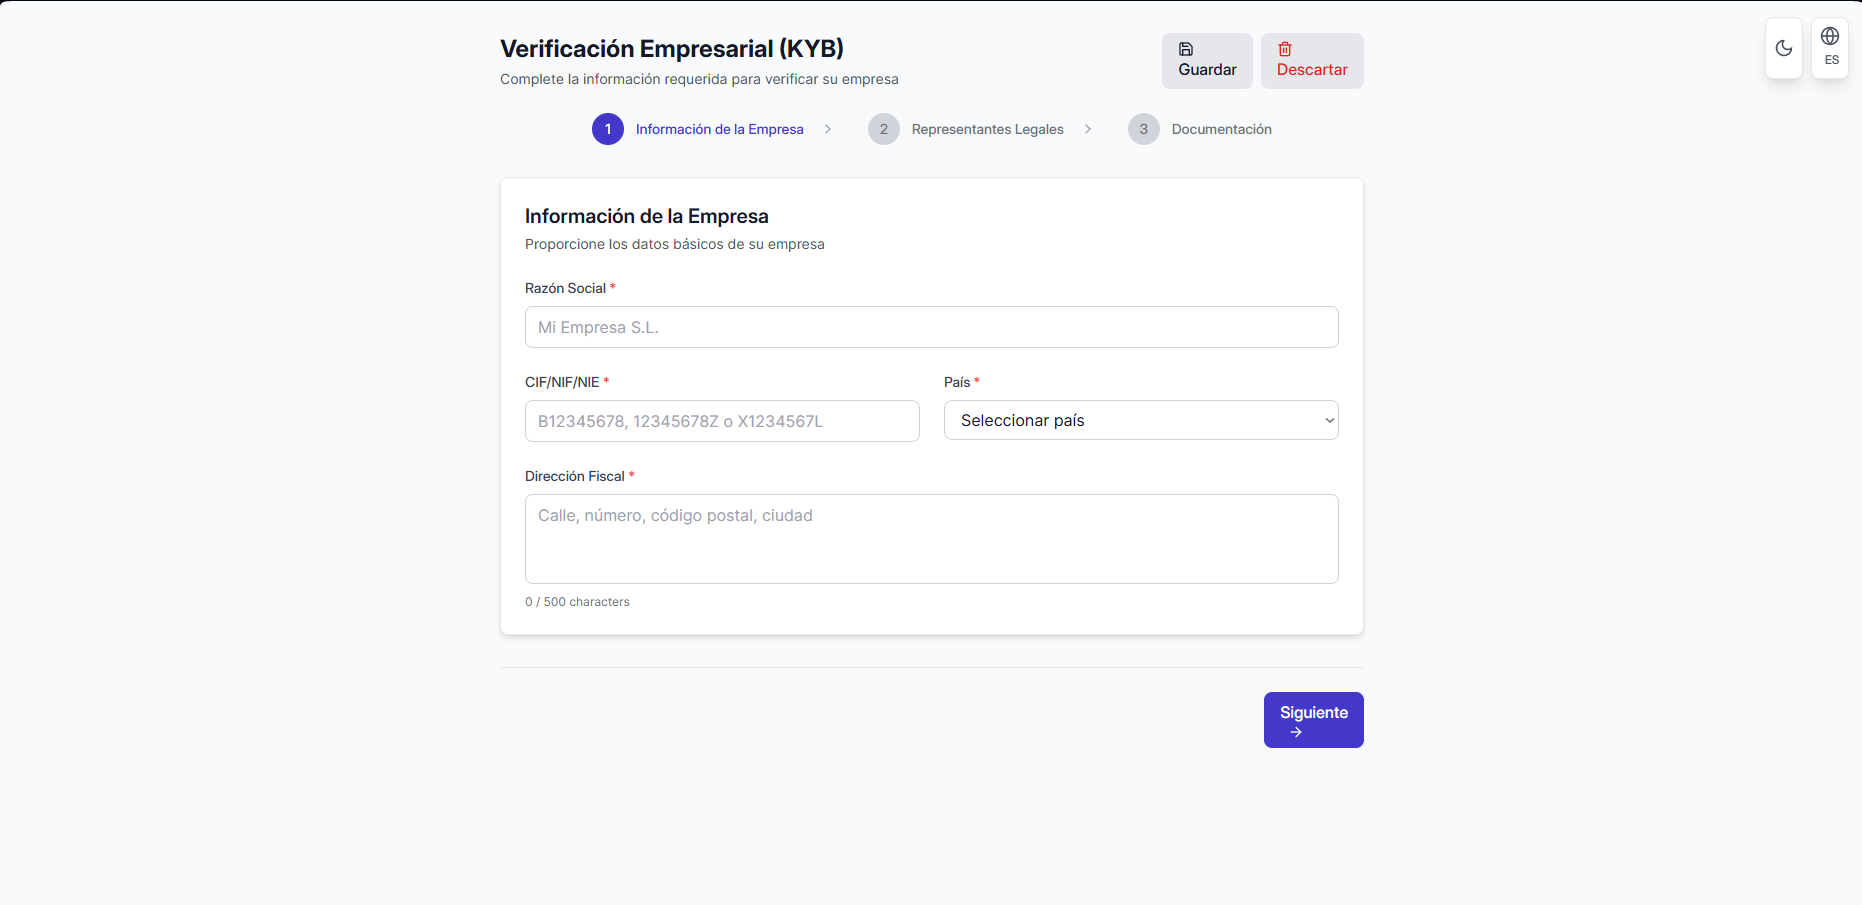 Verificación Empresarial (KYB)
Complete la información requerida para verificar su empresa
Guardar
Descartar
ES
1 Información de la Empresa
2 Representantes Legales
3 Documentación
Información de la Empresa
Proporcione los datos básicos de su empresa
Razón Social *
Mi Empresa S.L.
CIF/NIF/NIE *
B12345678, 12345678Z o X1234567L
País *
Seleccionar país
Dirección Fiscal *
Calle, número, código postal, ciudad
0 / 500 characters
Siguiente